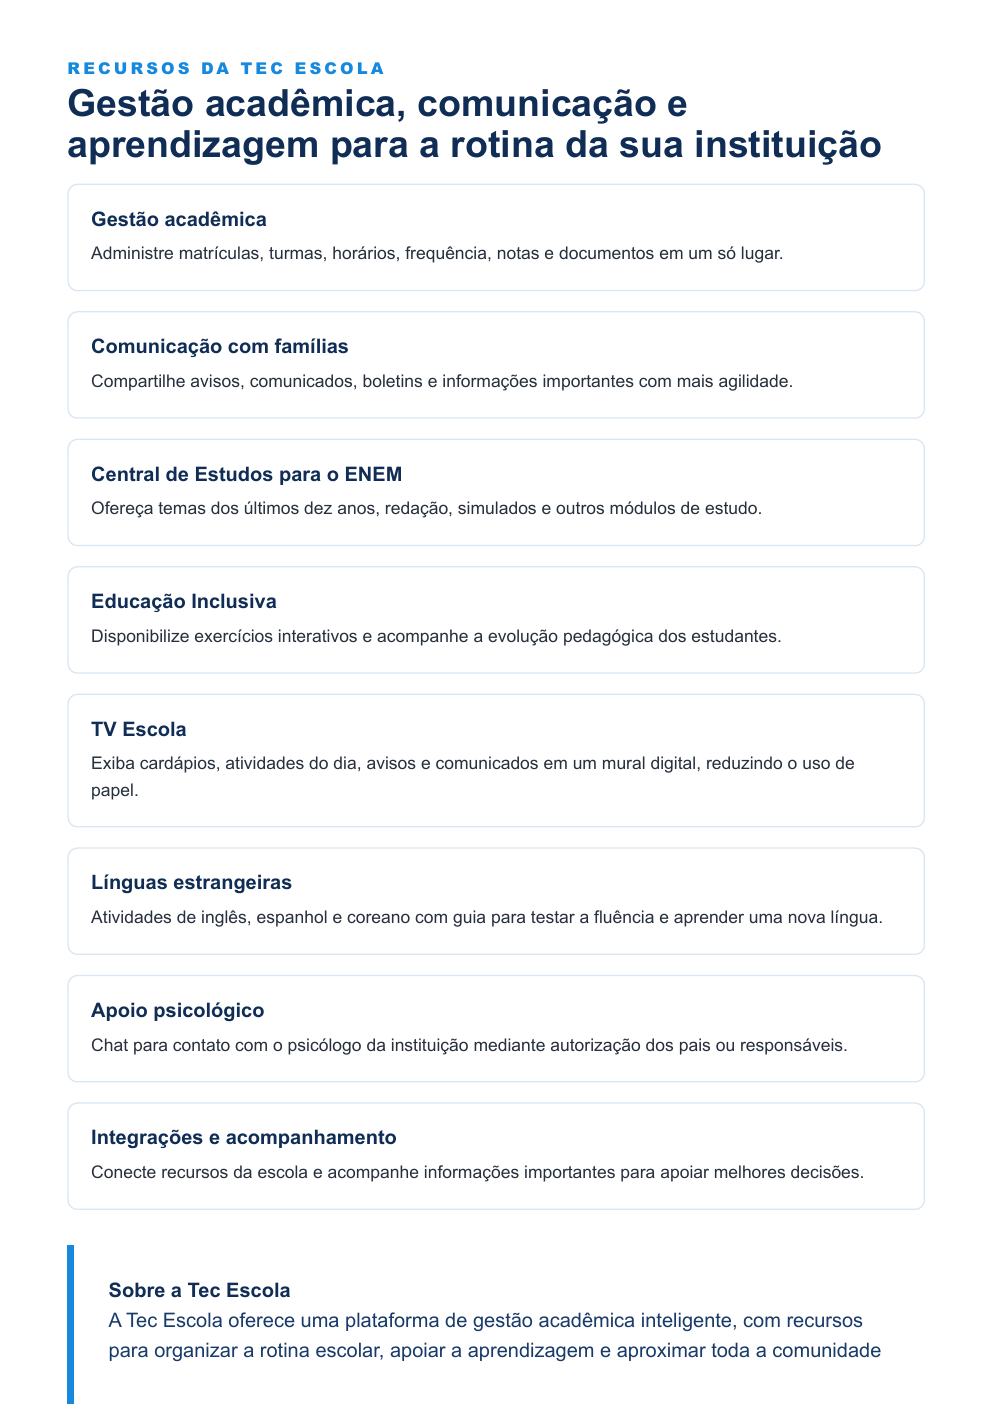 RECURSOS DA TEC ESCOLA
Gestão acadêmica, comunicação e
aprendizagem para a rotina da sua instituição
Gestão acadêmica
Administre matrículas, turmas, horários, frequência, notas e documentos em um só lugar.
Comunicação com famílias
Compartilhe avisos, comunicados, boletins e informações importantes com mais agilidade.
Central de Estudos para o ENEM
Ofereça temas dos últimos dez anos, redação, simulados e outros módulos de estudo.
Educação Inclusiva
Disponibilize exercícios interativos e acompanhe a evolução pedagógica dos estudantes.
TV Escola
Exiba cardápios, atividades do dia, avisos e comunicados em um mural digital, reduzindo o uso de
papel.
Línguas estrangeiras
Atividades de inglês, espanhol e coreano com guia para testar a fluência e aprender uma nova língua.
Apoio psicológico
Chat para contato com o psicólogo da instituição mediante autorização dos pais ou responsáveis.
Integrações e acompanhamento
Conecte recursos da escola e acompanhe informações importantes para apoiar melhores decisões.
Sobre a Tec Escola
A Tec Escola oferece uma plataforma de gestão acadêmica inteligente, com recursos
para organizar a rotina escolar, apoiar a aprendizagem e aproximar toda a comunidade